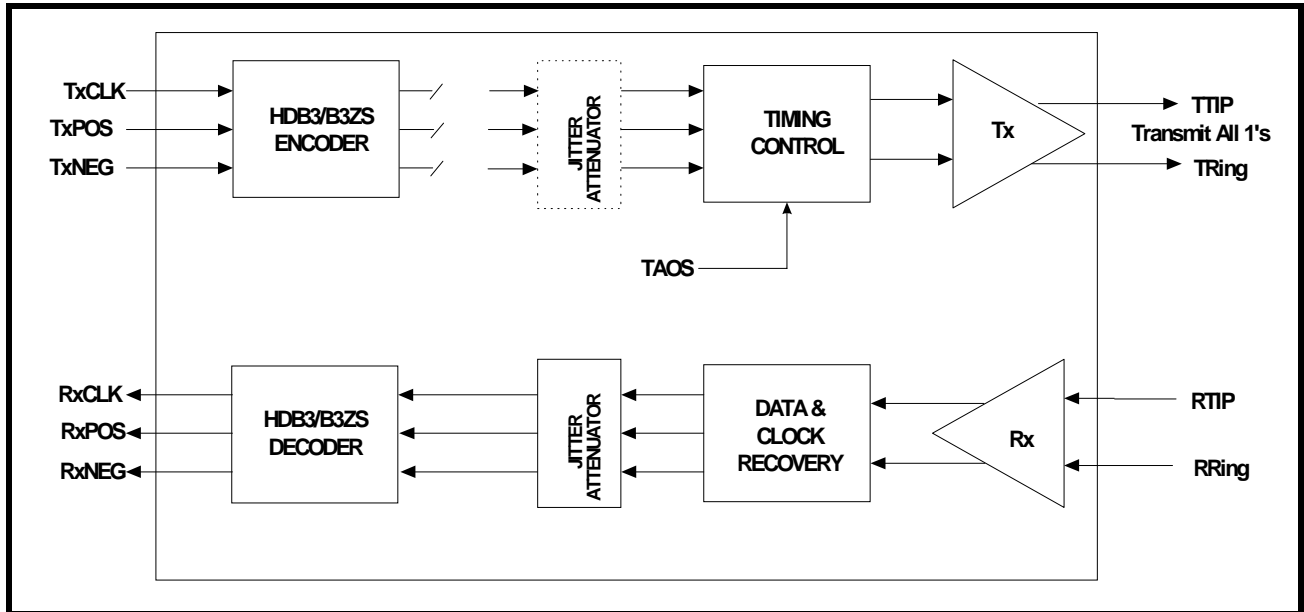 TxCLK
TxPOS
TxNEG
HDB3/B3ZS
ENCODER
JITTER
ATTENUATOR
TIMING
CONTROL
Tx
TTIP
Transmit All 1's
TRing
TAOS
RxCLK
RxPOS
RxNEG
HDB3/B3ZS
DECODER
JITTER
ATTENUATOR
DATA &
CLOCK
RECOVERY
Rx
RTIP
RRing